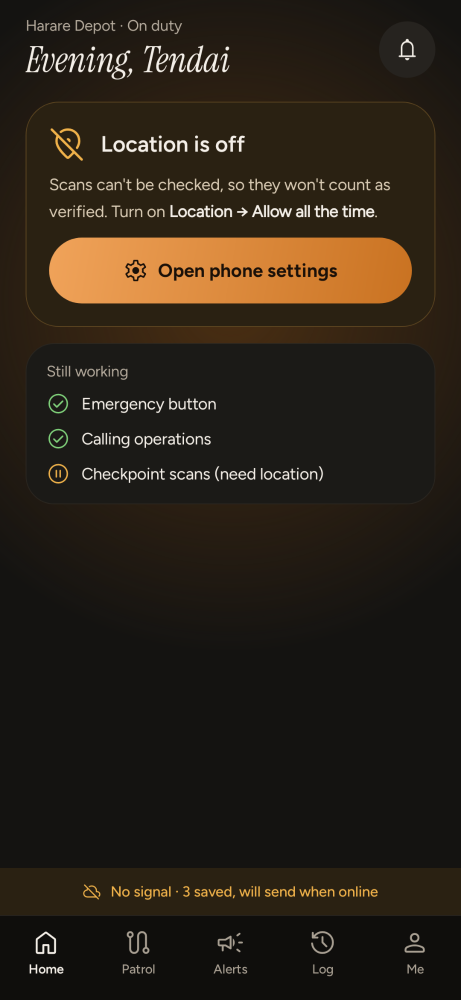 Harare Depot · On duty
Evening, Tendai
Location is off
Scans can't be checked, so they won't count as
verified. Turn on Location → Allow all the time.
Open phone settings
Still working
Emergency button
Calling operations
Checkpoint scans (need location)
No signal · 3 saved, will send when online
Home
Patrol
Alerts
Log
Me